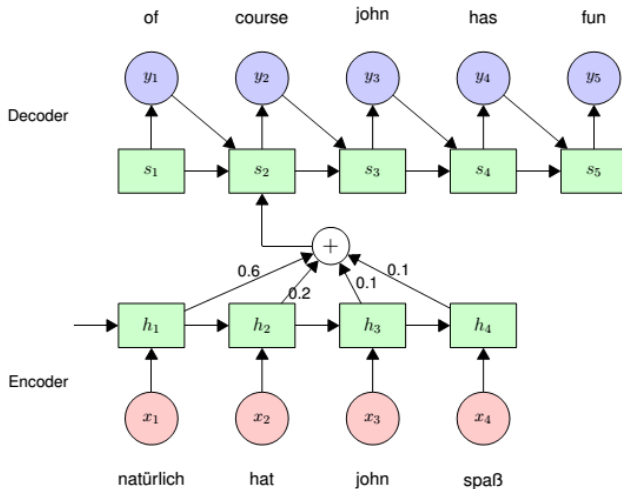 of course john has fun
y1 y2 y3 y4 y5
Decoder
s1 s2 s3 s4 s5
+
0.6 0.2 0.1 0.1
h1 h2 h3 h4
Encoder
x1 x2 x3 x4
natürlich hat john spaß